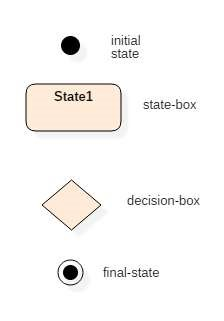 initial
state
State1
state-box
decision-box
final-state